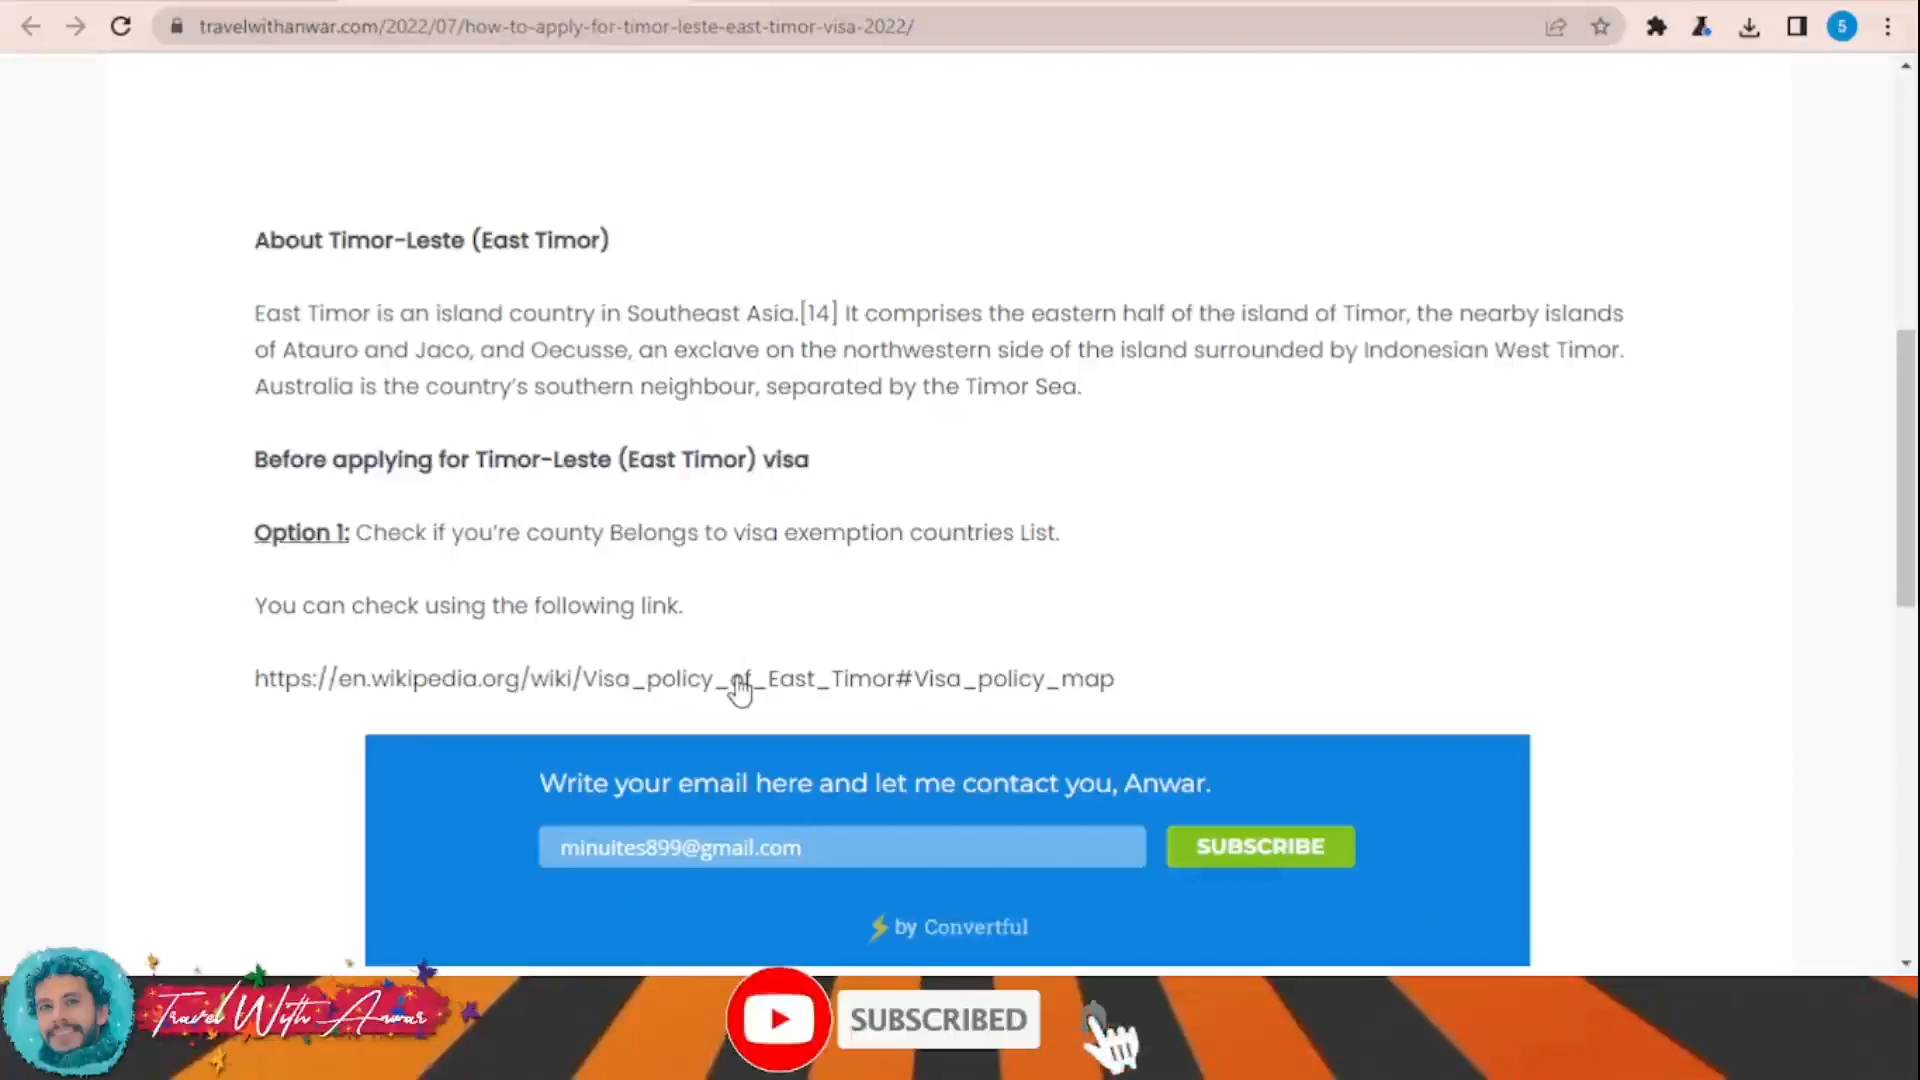 travelwithanwar.com/2022/07/how-to-apply-for-timor-leste-east-timor-visa-2022/
5
About Timor-Leste (East Timor)
East Timor is an island country in Southeast Asia.[14] It comprises the eastern half of the island of Timor, the nearby islands
of Atauro and Jaco, and Oecusse, an exclave on the northwestern side of the island surrounded by Indonesian West Timor.
Australia is the country's southern neighbour, separated by the Timor Sea.
Before applying for Timor-Leste (East Timor) visa
Option 1: Check if you're county Belongs to visa exemption countries List.
You can check using the following link.
https://en.wikipedia.org/wiki/Visa_policy_of_East_Timor#Visa_policy_map
Write your email here and let me contact you, Anwar.
minuites899@gmail.com
SUBSCRIBE
by Convertful
Travel With Anwar
SUBSCRIBED